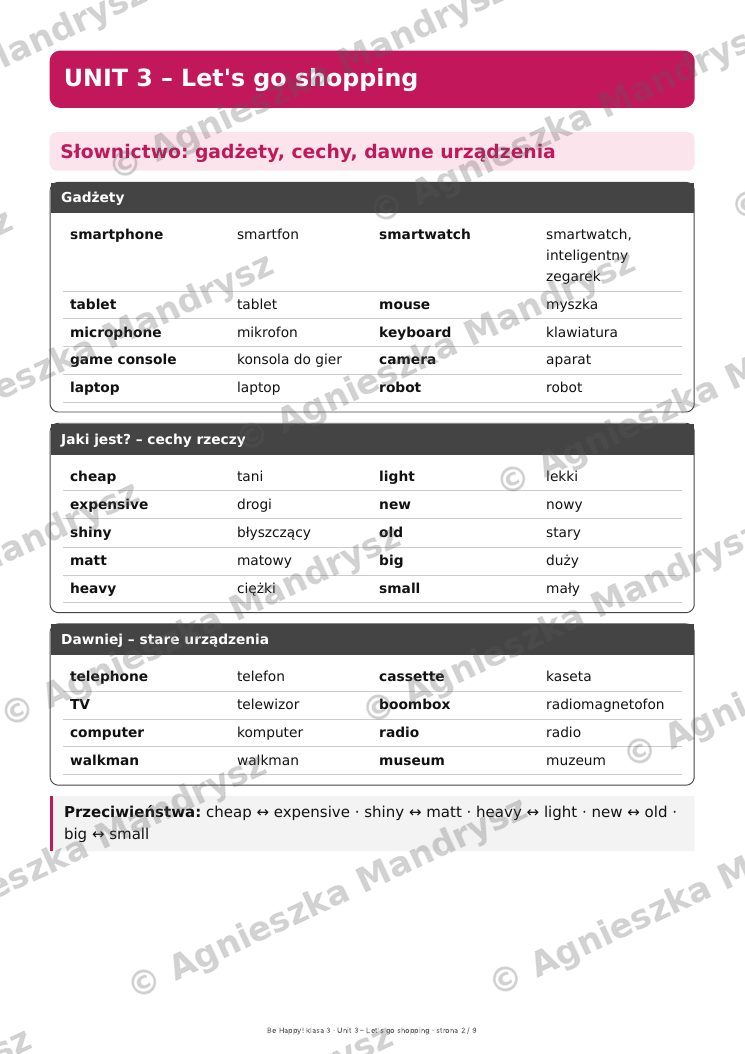 UNIT 3 – Let's go shopping
Słownictwo: gadżety, cechy, dawne urządzenia
Gadżety
smartphone smartfon smartwatch smartwatch,
inteligentny
zegarek
tablet tablet mouse myszka
microphone mikrofon keyboard klawiatura
game console konsola do gier camera aparat
laptop laptop robot robot
Jaki jest? – cechy rzeczy
cheap tani light lekki
expensive drogi new nowy
shiny błyszczący old stary
matt matowy big duży
heavy ciężki small mały
Dawniej – stare urządzenia
telephone telefon cassette kaseta
TV telewizor boombox radiomagnetofon
computer komputer radio radio
walkman walkman museum muzeum
Przeciwieństwa: cheap ↔ expensive · shiny ↔ matt · heavy ↔ light · new ↔ old ·
big ↔ small
Be Happy! klasa 3 · Unit 3 – Let's go shopping · strona 2 / 9
© Agnieszka Mandrysz